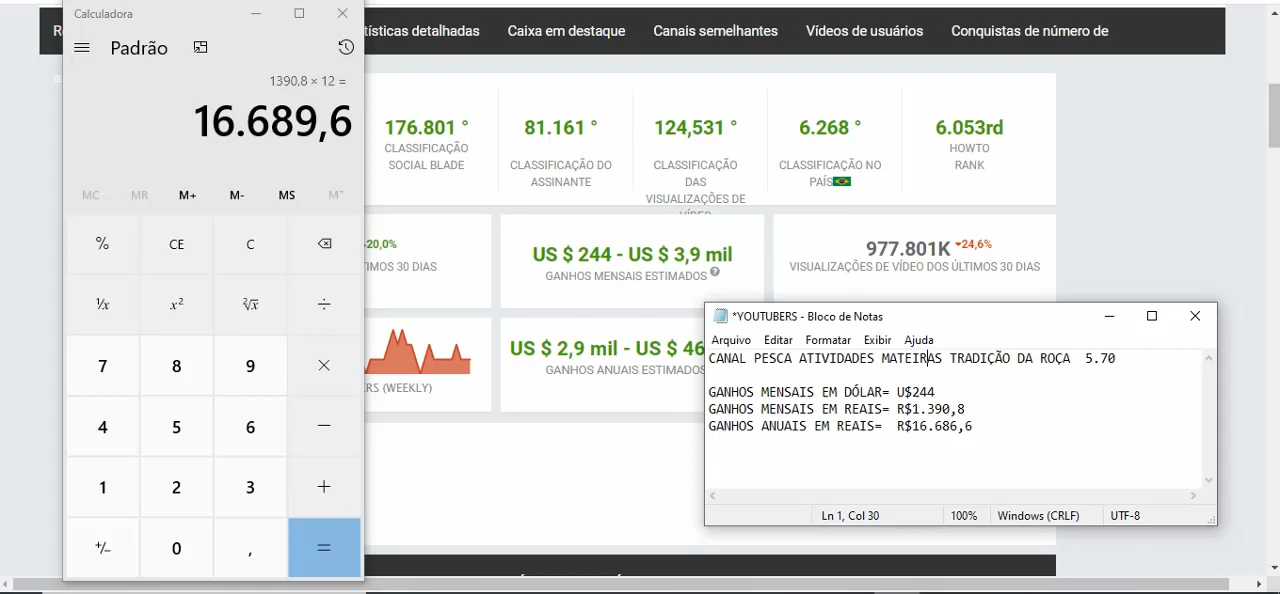 Calculadora
Padrão
1390,8 × 12 =
16.689,6
MC MR M+ M- MS M˅
% CE C
¹/x x² ²√x ÷
7 8 9 ×
4 5 6 −
1 2 3 +
+/− 0 , =
R
tísticas detalhadas Caixa em destaque Canais semelhantes Vídeos de usuários Conquistas de número de
176.801 °
CLASSIFICAÇÃO
SOCIAL BLADE
81.161 °
CLASSIFICAÇÃO DO
ASSINANTE
124,531 °
CLASSIFICAÇÃO
DAS
VISUALIZAÇÕES DE
VÍDEO
6.268 °
CLASSIFICAÇÃO NO
PAÍS
6.053rd
HOWTO
RANK
20,0%
TIMOS 30 DIAS
US $ 244 - US $ 3,9 mil
GANHOS MENSAIS ESTIMADOS ?
977.801K 24,6%
VISUALIZAÇÕES DE VÍDEO DOS ÚLTIMOS 30 DIAS
ERS (WEEKLY)
US $ 2,9 mil - US $ 46
GANHOS ANUAIS ESTIMADOS
*YOUTUBERS - Bloco de Notas
Arquivo Editar Formatar Exibir Ajuda
CANAL PESCA ATIVIDADES MATEIRAS TRADIÇÃO DA ROÇA 5.70
GANHOS MENSAIS EM DÓLAR= U$244
GANHOS MENSAIS EM REAIS= R$1.390,8
GANHOS ANUAIS EM REAIS= R$16.686,6
Ln 1, Col 30 100% Windows (CRLF) UTF-8